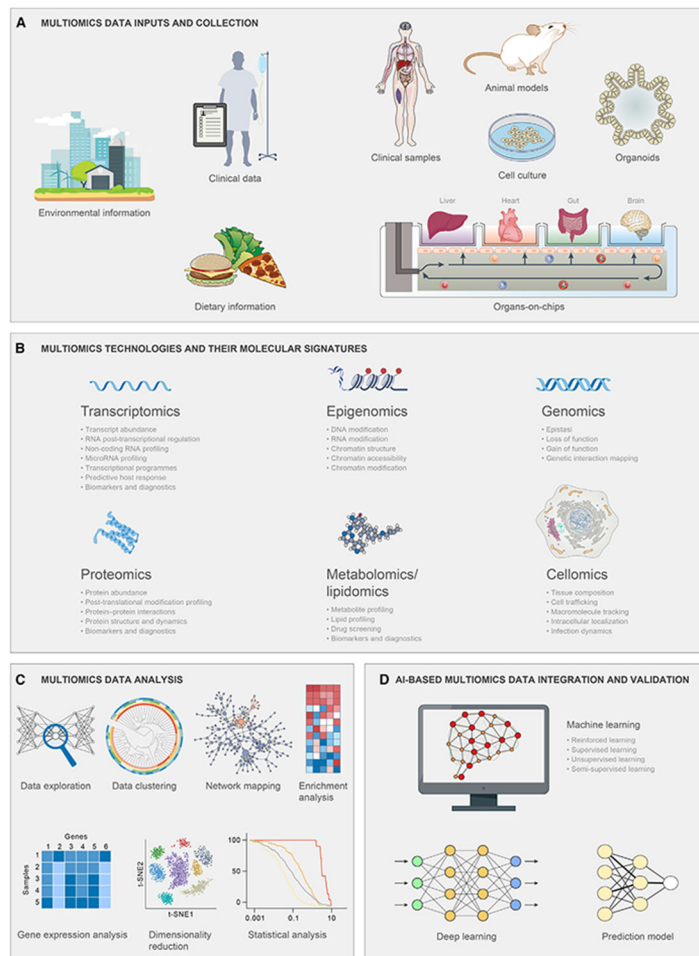 A MULTIOMICS DATA INPUTS AND COLLECTION
Environmental information
Clinical data
Dietary information
Clinical samples
Animal models
Cell culture
Organoids
Liver Heart Gut Brain
Organs-on-chips
B MULTIOMICS TECHNOLOGIES AND THEIR MOLECULAR SIGNATURES
Transcriptomics
• Transcript abundance
• RNA post-transcriptional regulation
• Non-coding RNA profiling
• MicroRNA profiling
• Transcriptional programmes
• Predictive host response
• Biomarkers and diagnostics
Epigenomics
• DNA modification
• RNA modification
• Chromatin structure
• Chromatin accessibility
• Chromatin modification
Genomics
• Epistasi
• Loss of function
• Gain of function
• Genetic interaction mapping
Proteomics
• Protein abundance
• Post-translational modification profiling
• Protein–protein interactions
• Protein structure and dynamics
• Biomarkers and diagnostics
Metabolomics/
lipidomics
• Metabolite profiling
• Lipid profiling
• Drug screening
• Biomarkers and diagnostics
Cellomics
• Tissue composition
• Cell trafficking
• Macromolecule tracking
• Intracellular localization
• Infection dynamics
C MULTIOMICS DATA ANALYSIS
Data exploration
Data clustering
Network mapping
Enrichment
analysis
Genes
1 2 3 4 5 6
Samples
1
2
3
4
5
Gene expression analysis
t-SNE2
t-SNE1
Dimensionality
reduction
100
50
0
0.001 0.1 10
Statistical analysis
D AI-BASED MULTIOMICS DATA INTEGRATION AND VALIDATION
Machine learning
• Reinforced learning
• Supervised learning
• Unsupervised learning
• Semi-supervised learning
Deep learning
Prediction model